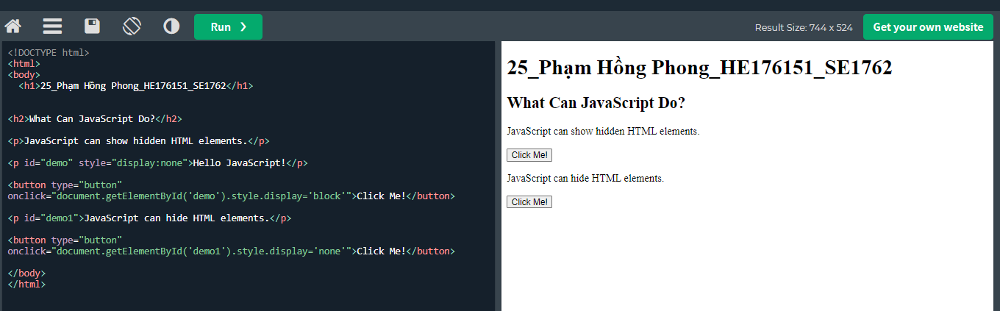 Run ❯
Result Size: 744 x 524
Get your own website
<!DOCTYPE html>
<html>
<body>
<h1>25_Phạm Hồng Phong_HE176151_SE1762</h1>
<h2>What Can JavaScript Do?</h2>
<p>JavaScript can show hidden HTML elements.</p>
<p id="demo" style="display:none">Hello JavaScript!</p>
<button type="button"
onclick="document.getElementById('demo').style.display='block'">Click Me!</button>
<p id="demo1">JavaScript can hide HTML elements.</p>
<button type="button"
onclick="document.getElementById('demo1').style.display='none'">Click Me!</button>
</body>
</html>
25_Phạm Hồng Phong_HE176151_SE1762
What Can JavaScript Do?
JavaScript can show hidden HTML elements.
Click Me!
JavaScript can hide HTML elements.
Click Me!